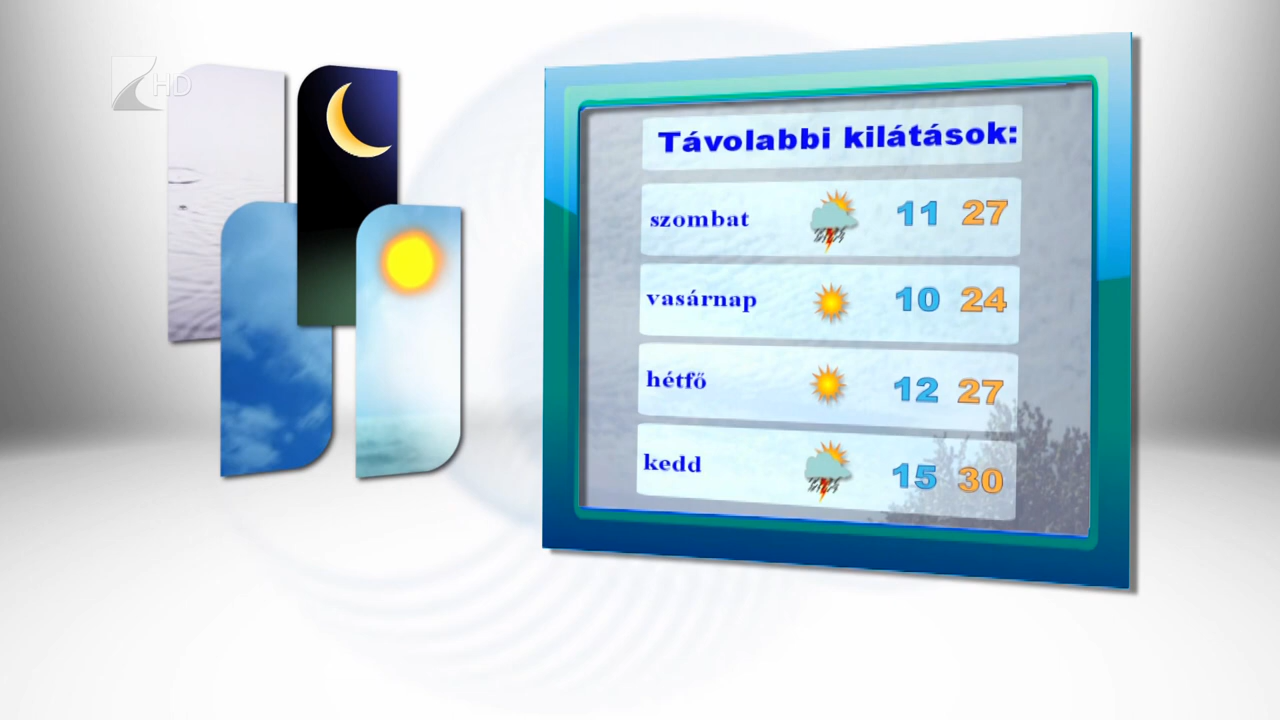 HD
Távolabbi kilátások:
szombat 11 27
vasárnap 10 24
hétfő 12 27
kedd 15 30